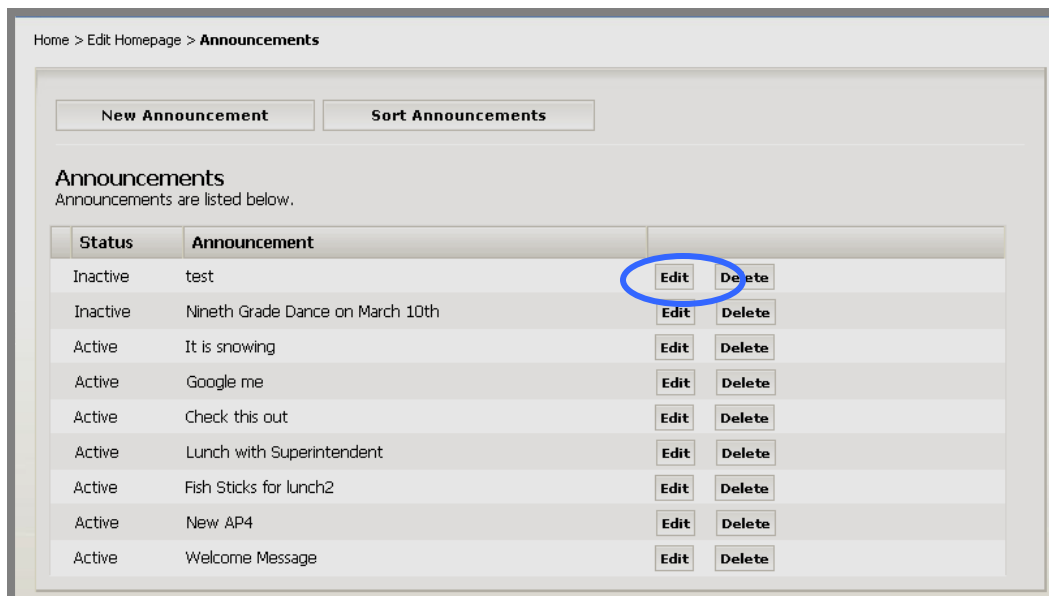 Home > Edit Homepage > Announcements
New Announcement Sort Announcements
Announcements
Announcements are listed below.
Status Announcement
Inactive test Edit Delete
Inactive Nineth Grade Dance on March 10th Edit Delete
Active It is snowing Edit Delete
Active Google me Edit Delete
Active Check this out Edit Delete
Active Lunch with Superintendent Edit Delete
Active Fish Sticks for lunch2 Edit Delete
Active New AP4 Edit Delete
Active Welcome Message Edit Delete